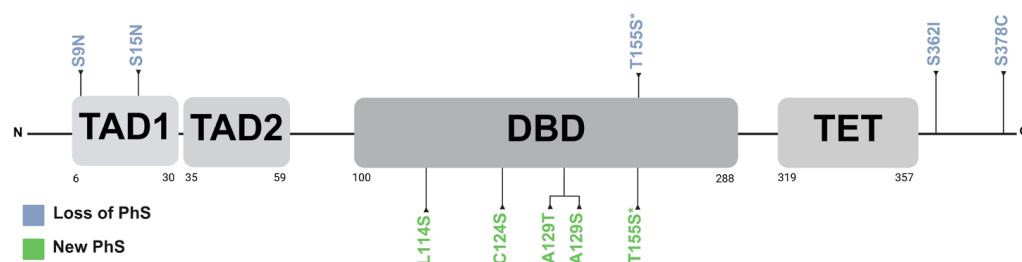 S9N
S15N
T155S*
S362I
S378C
N
TAD1
TAD2
DBD
TET
6
30
35
59
100
288
319
357
L114S
C124S
A129T
A129S
T155S*
Loss of PhS
New PhS